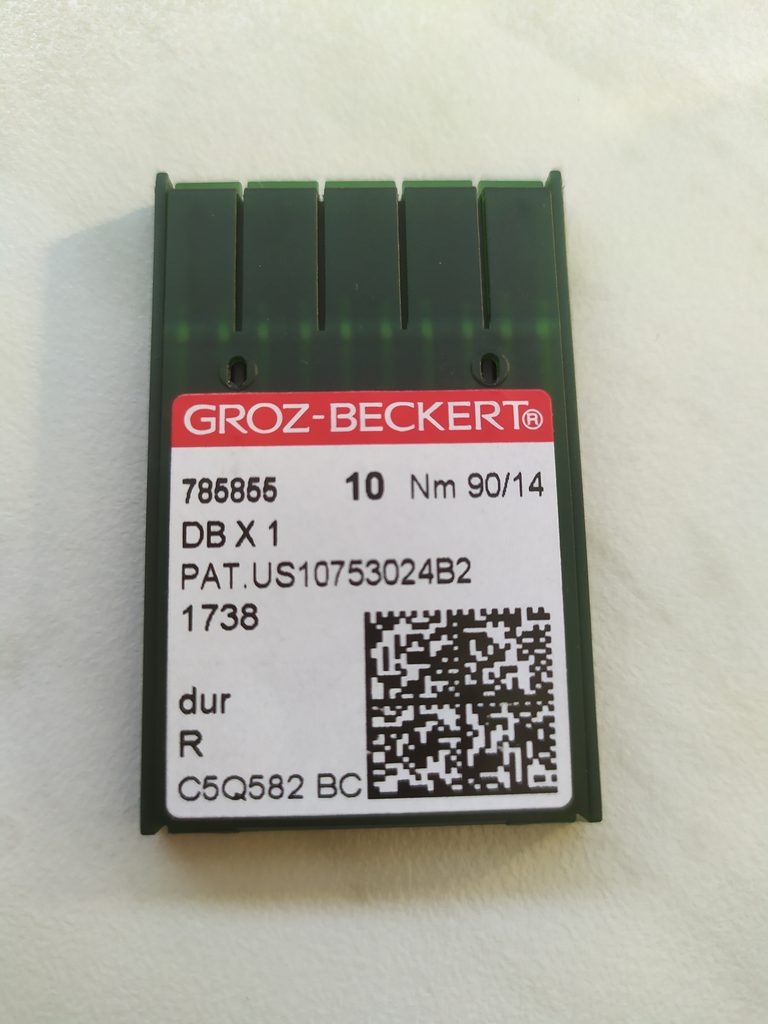 GROZ-BECKERT®
785855 10 Nm 90/14
DB X 1
PAT.US10753024B2
1738
dur
R
C5Q582 BC